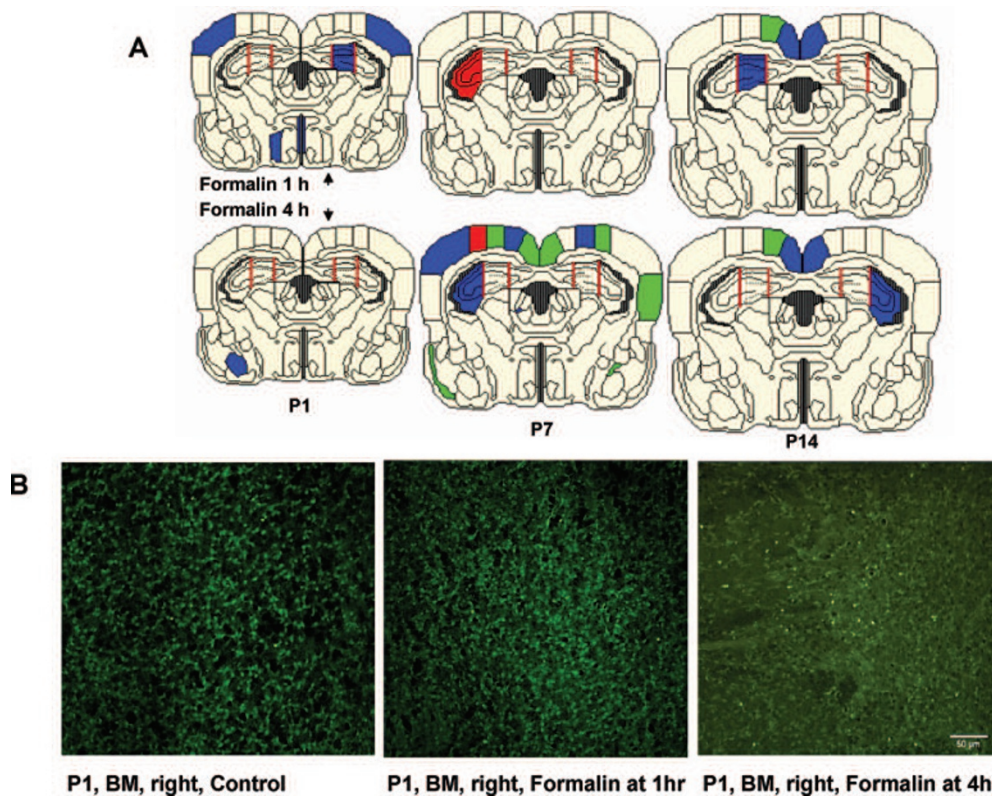 A
Formalin 1 h
Formalin 4 h
P1
P7
P14
B
50 µm
P1, BM, right, Control
P1, BM, right, Formalin at 1hr
P1, BM, right, Formalin at 4h